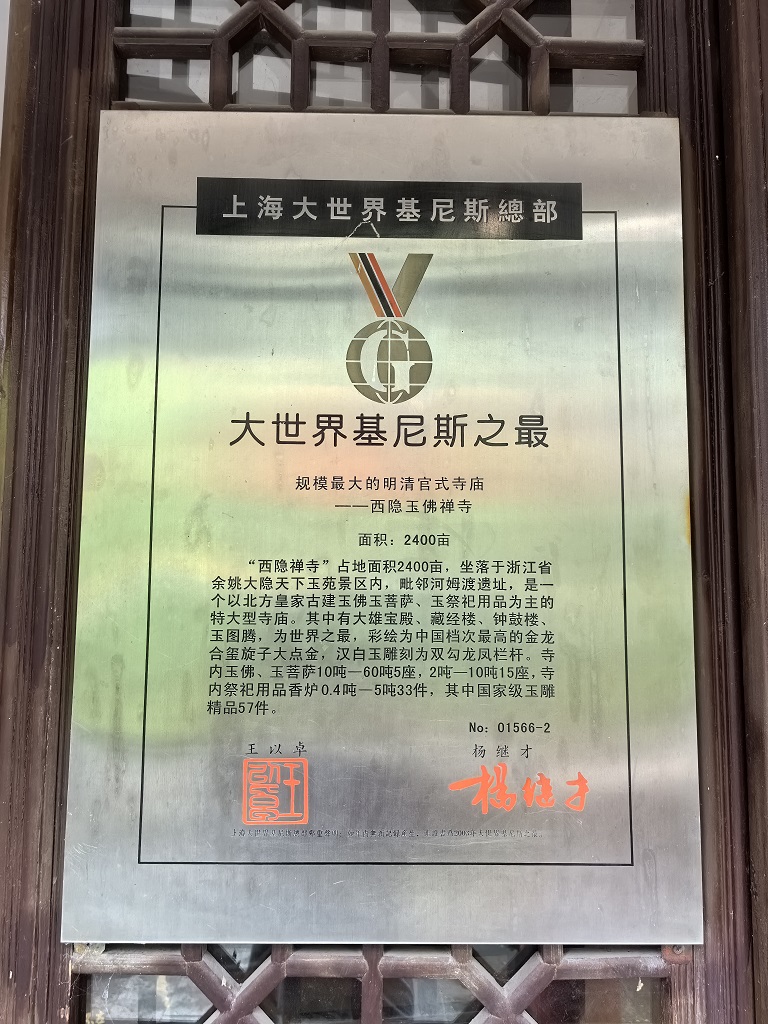 上海大世界基尼斯總部
G
大世界基尼斯之最
规模最大的明清官式寺庙
——西隐玉佛禅寺
面积：2400亩
“西隐禅寺”占地面积2400亩，坐落于浙江省
余姚大隐天下玉苑景区内，毗邻河姆渡遗址，是一
个以北方皇家古建玉佛玉菩萨、玉祭祀用品为主的
特大型寺庙。其中有大雄宝殿、藏经楼、钟鼓楼、
玉图腾，为世界之最，彩绘为中国档次最高的金龙
合玺旋子大点金，汉白玉雕刻为双勾龙凤栏杆。寺
内玉佛、玉菩萨10吨—60吨5座，2吨—10吨15座，寺
内祭祀用品香炉0.4吨—5吨33件，其中国家级玉雕
精品57件。
No：01566-2
王以卓 杨继才
杨继才